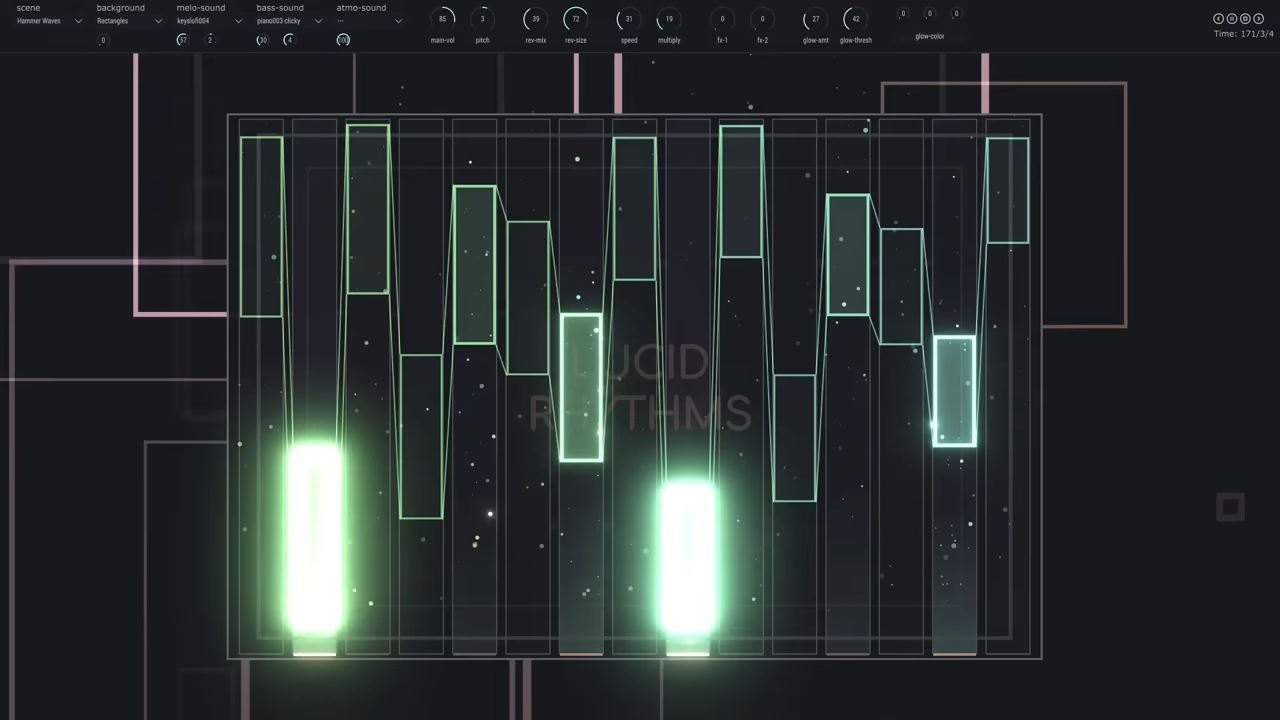 scene
Hammer Waves
background
Rectangles
0
melo-sound
keyslofi004
57
2
bass-sound
piano003 clicky
30
4
atmo-sound
---
100
85
main-vol
3
pitch
39
rev-mix
72
rev-size
31
speed
19
multiply
0
fx-1
0
fx-2
27
glow-amt
42
glow-thresh
0
0
0
glow-color
Time: 171/3/4
LUCID
RHYTHMS